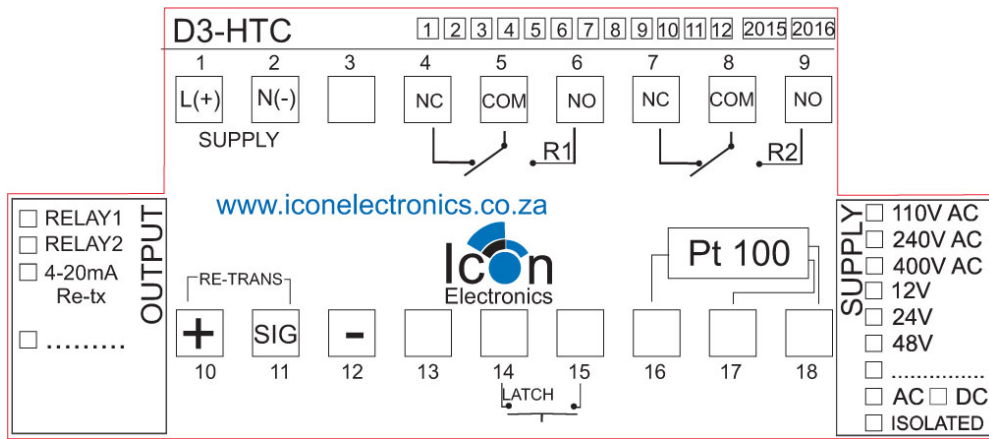 D3-HTC 1 2 3 4 5 6 7 8 9 10 11 12 2015 2016
1 2 3 4 5 6 7 8 9
L(+) N(-) NC COM NO NC COM NO
SUPPLY
R1 R2
www.iconelectronics.co.za
Icon
Electronics
OUTPUT
RELAY1
RELAY2
4-20mA
Re-tx
.........
RE-TRANS
Pt 100
+ SIG -
10 11 12 13 14 15 16 17 18
LATCH
SUPPLY
110V AC
240V AC
400V AC
12V
24V
48V
...............
AC DC
ISOLATED